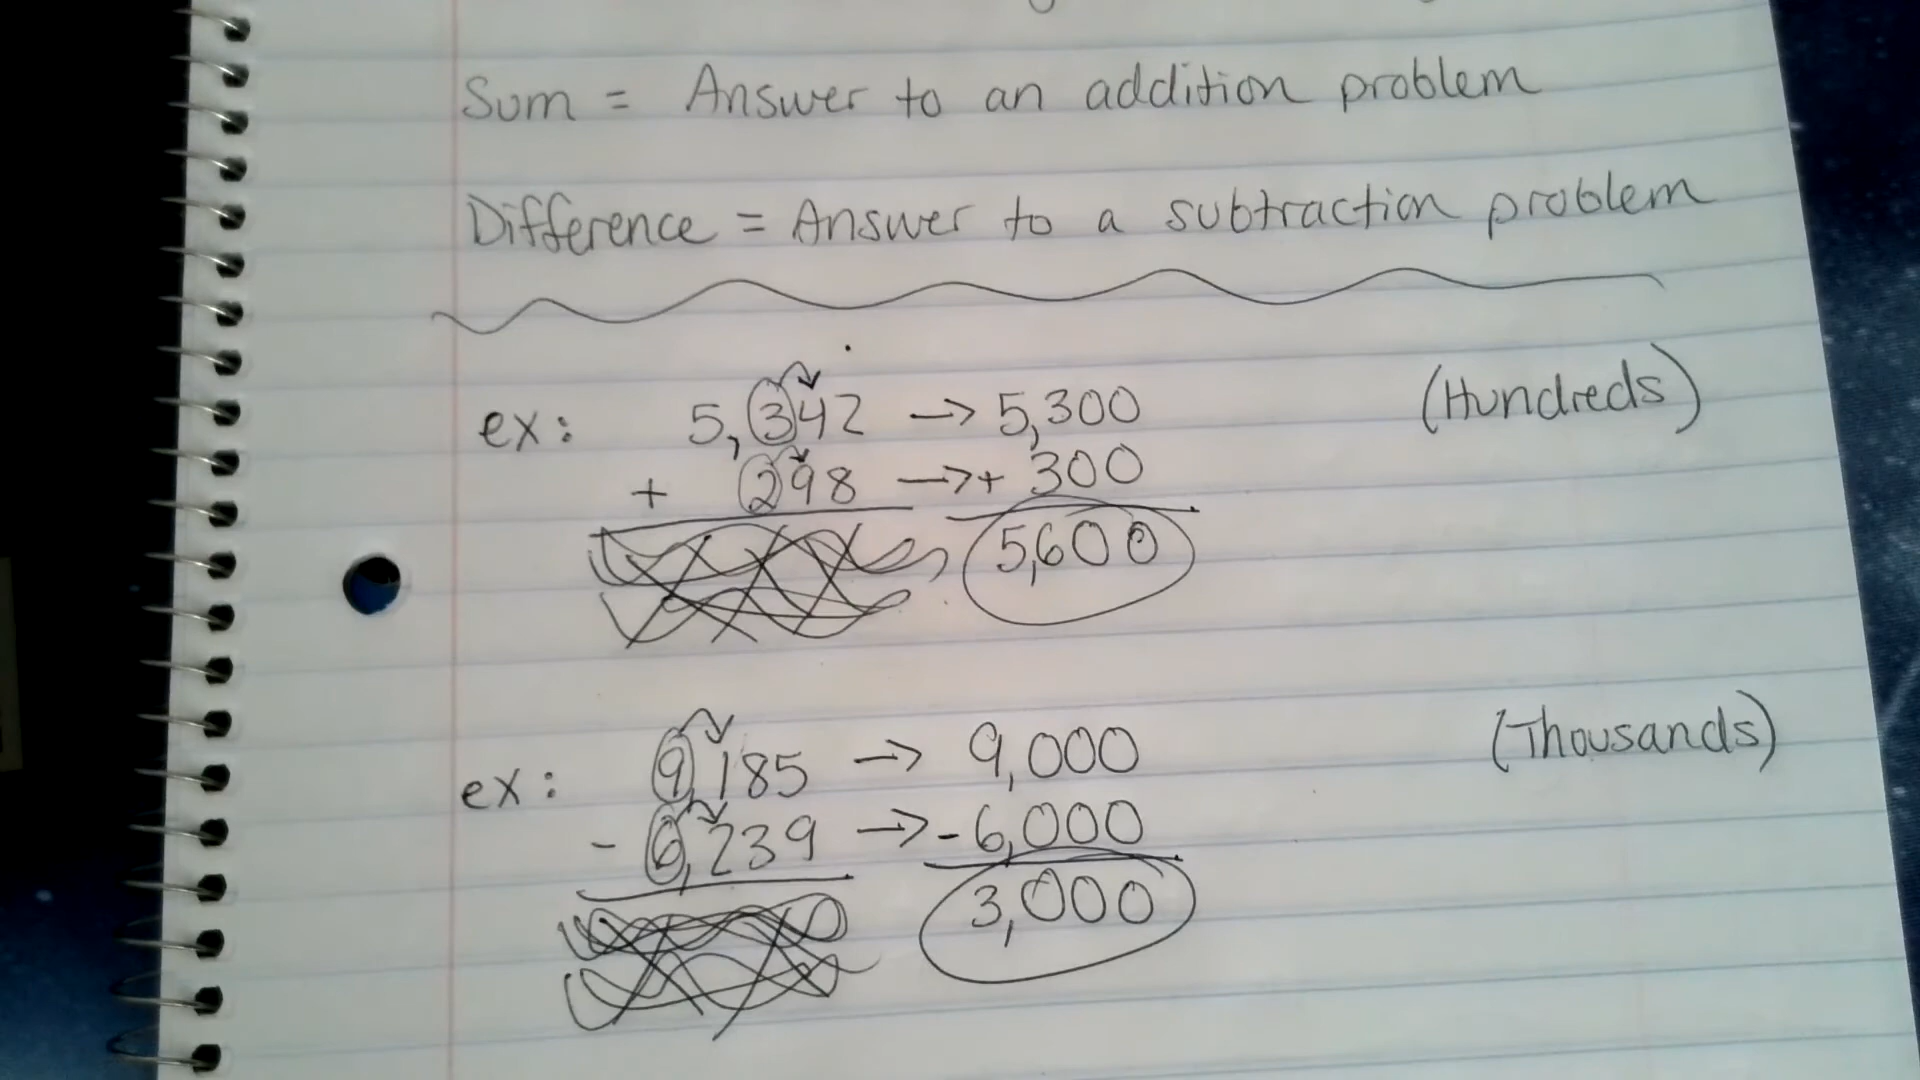 Sum = Answer to an addition problem
Difference = Answer to a subtraction problem
ex: 5,342 → 5,300 (Hundreds)
+ 298 → + 300
5,600
ex: 9,185 → 9,000 (Thousands)
- 6,239 → - 6,000
3,000